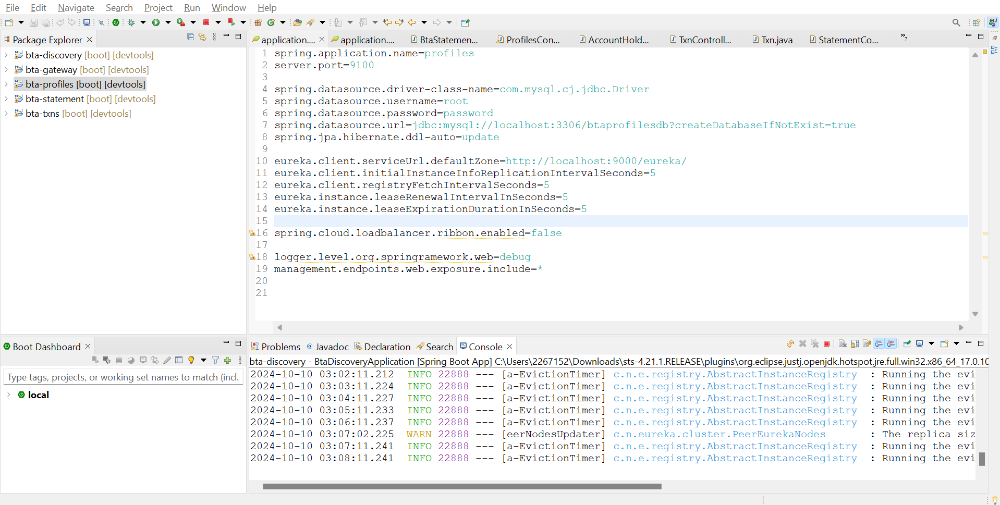 File Edit Navigate Search Project Run Window Help
Package Explorer
bta-discovery [boot] [devtools]
bta-gateway [boot] [devtools]
bta-profiles [boot] [devtools]
bta-statement [boot] [devtools]
bta-txns [boot] [devtools]
application.... application.... BtaStatemen... ProfilesCon... AccountHold... TxnControll... Txn.java StatementCo... »7
1 spring.application.name=profiles
2 server.port=9100
3
4 spring.datasource.driver-class-name=com.mysql.cj.jdbc.Driver
5 spring.datasource.username=root
6 spring.datasource.password=password
7 spring.datasource.url=jdbc:mysql://localhost:3306/btaprofilesdb?createDatabaseIfNotExist=true
8 spring.jpa.hibernate.ddl-auto=update
9
10 eureka.client.serviceUrl.defaultZone=http://localhost:9000/eureka/
11 eureka.client.initialInstanceInfoReplicationIntervalSeconds=5
12 eureka.client.registryFetchIntervalSeconds=5
13 eureka.instance.leaseRenewalIntervalInSeconds=5
14 eureka.instance.leaseExpirationDurationInSeconds=5
15
16 spring.cloud.loadbalancer.ribbon.enabled=false
17
18 logger.level.org.springramework.web=debug
19 management.endpoints.web.exposure.include=*
20
21
Boot Dashboard
Type tags, projects, or working set names to match (incl.
local
Problems Javadoc Declaration Search Console
bta-discovery - BtaDiscoveryApplication [Spring Boot App] C:\Users\2267152\Downloads\sts-4.21.1.RELEASE\plugins\org.eclipse.justj.openjdk.hotspot.jre.full.win32.x86_64_17.0.10
2024-10-10 03:02:11.212 INFO 22888 --- [a-EvictionTimer] c.n.e.registry.AbstractInstanceRegistry : Running the evi
2024-10-10 03:03:11.224 INFO 22888 --- [a-EvictionTimer] c.n.e.registry.AbstractInstanceRegistry : Running the evi
2024-10-10 03:04:11.227 INFO 22888 --- [a-EvictionTimer] c.n.e.registry.AbstractInstanceRegistry : Running the evi
2024-10-10 03:05:11.233 INFO 22888 --- [a-EvictionTimer] c.n.e.registry.AbstractInstanceRegistry : Running the evi
2024-10-10 03:06:11.237 INFO 22888 --- [a-EvictionTimer] c.n.e.registry.AbstractInstanceRegistry : Running the evi
2024-10-10 03:07:02.225 WARN 22888 --- [eerNodesUpdater] c.n.eureka.cluster.PeerEurekaNodes : The replica siz
2024-10-10 03:07:11.241 INFO 22888 --- [a-EvictionTimer] c.n.e.registry.AbstractInstanceRegistry : Running the evi
2024-10-10 03:08:11.241 INFO 22888 --- [a-EvictionTimer] c.n.e.registry.AbstractInstanceRegistry : Running the evi